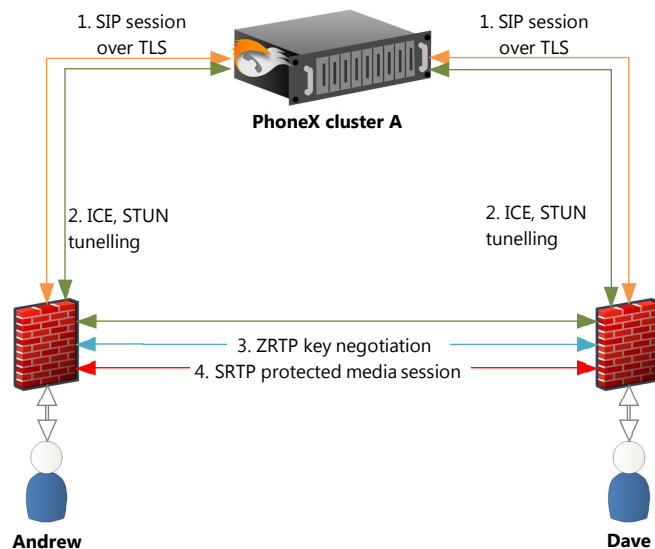 1. SIP session
over TLS
1. SIP session
over TLS
PhoneX cluster A
2. ICE, STUN
tunelling
2. ICE, STUN
tunelling
3. ZRTP key negotiation
4. SRTP protected media session
Andrew
Dave